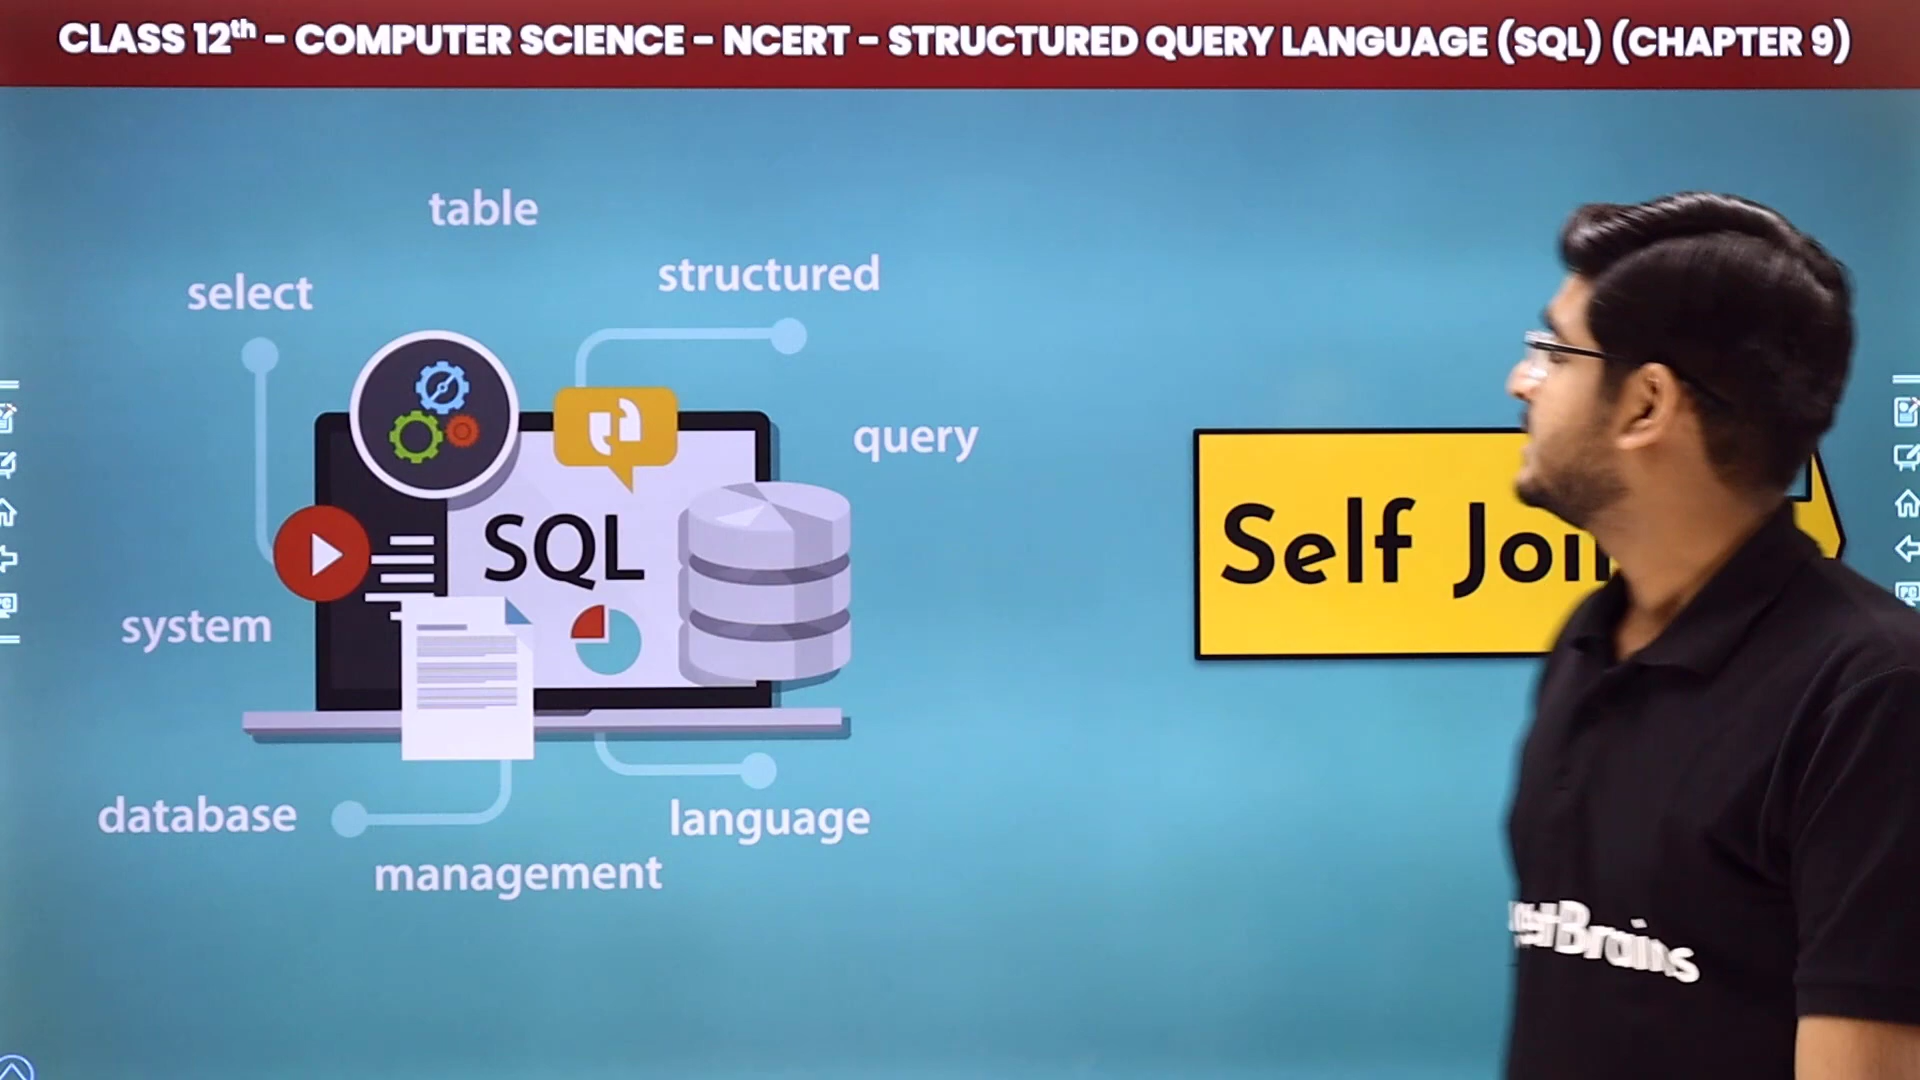 CLASS 12th - COMPUTER SCIENCE - NCERT - STRUCTURED QUERY LANGUAGE (SQL) (CHAPTER 9)
table
structured
select
query
SQL
Self
system
database
language
management